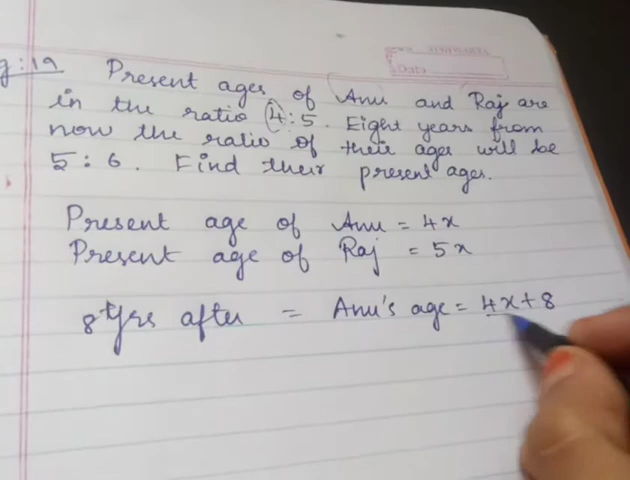 Present ages of Anu and Raj are
in the ratio 4:5. Eight years from
now the ratio of their ages will be
5:6. Find their present ages.
Present age of Anu = 4x
Present age of Raj = 5x
yrs after = Anu's age = 4x+8